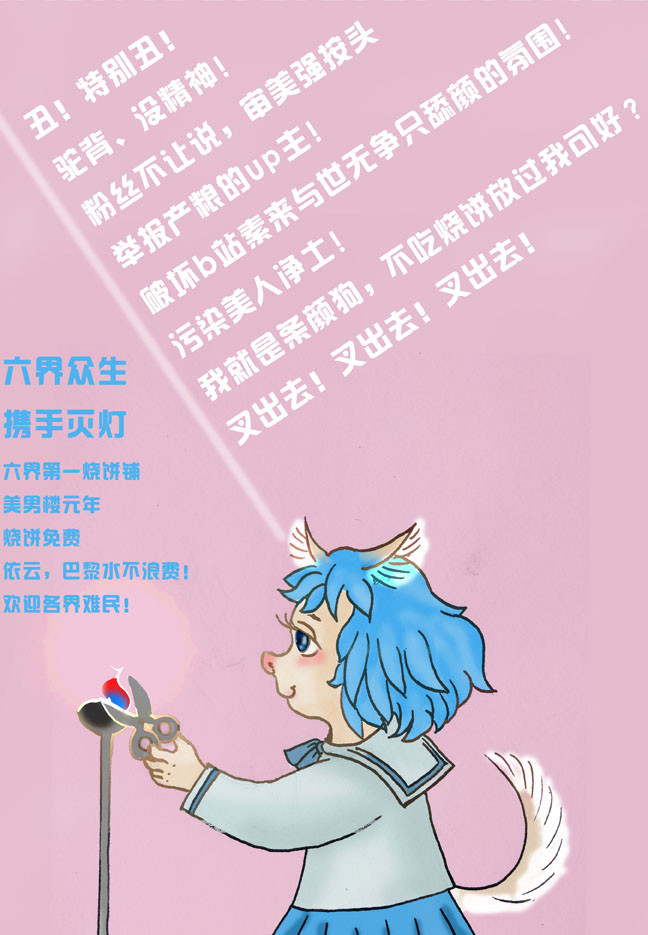 丑！特别丑！
驼背、没精神！
粉丝不让说，审美强按头
举报产粮的up主！
破坏b站素来与世无争只舔颜的氛围！
污染美人净土！
我就是条颜狗，不吃烧饼放过我可好？
叉出去！叉出去！叉出去！
六界众生
携手灭灯
六界第一烧饼铺
美男楼元年
烧饼免费
依云，巴黎水不浪费！
欢迎各界难民！